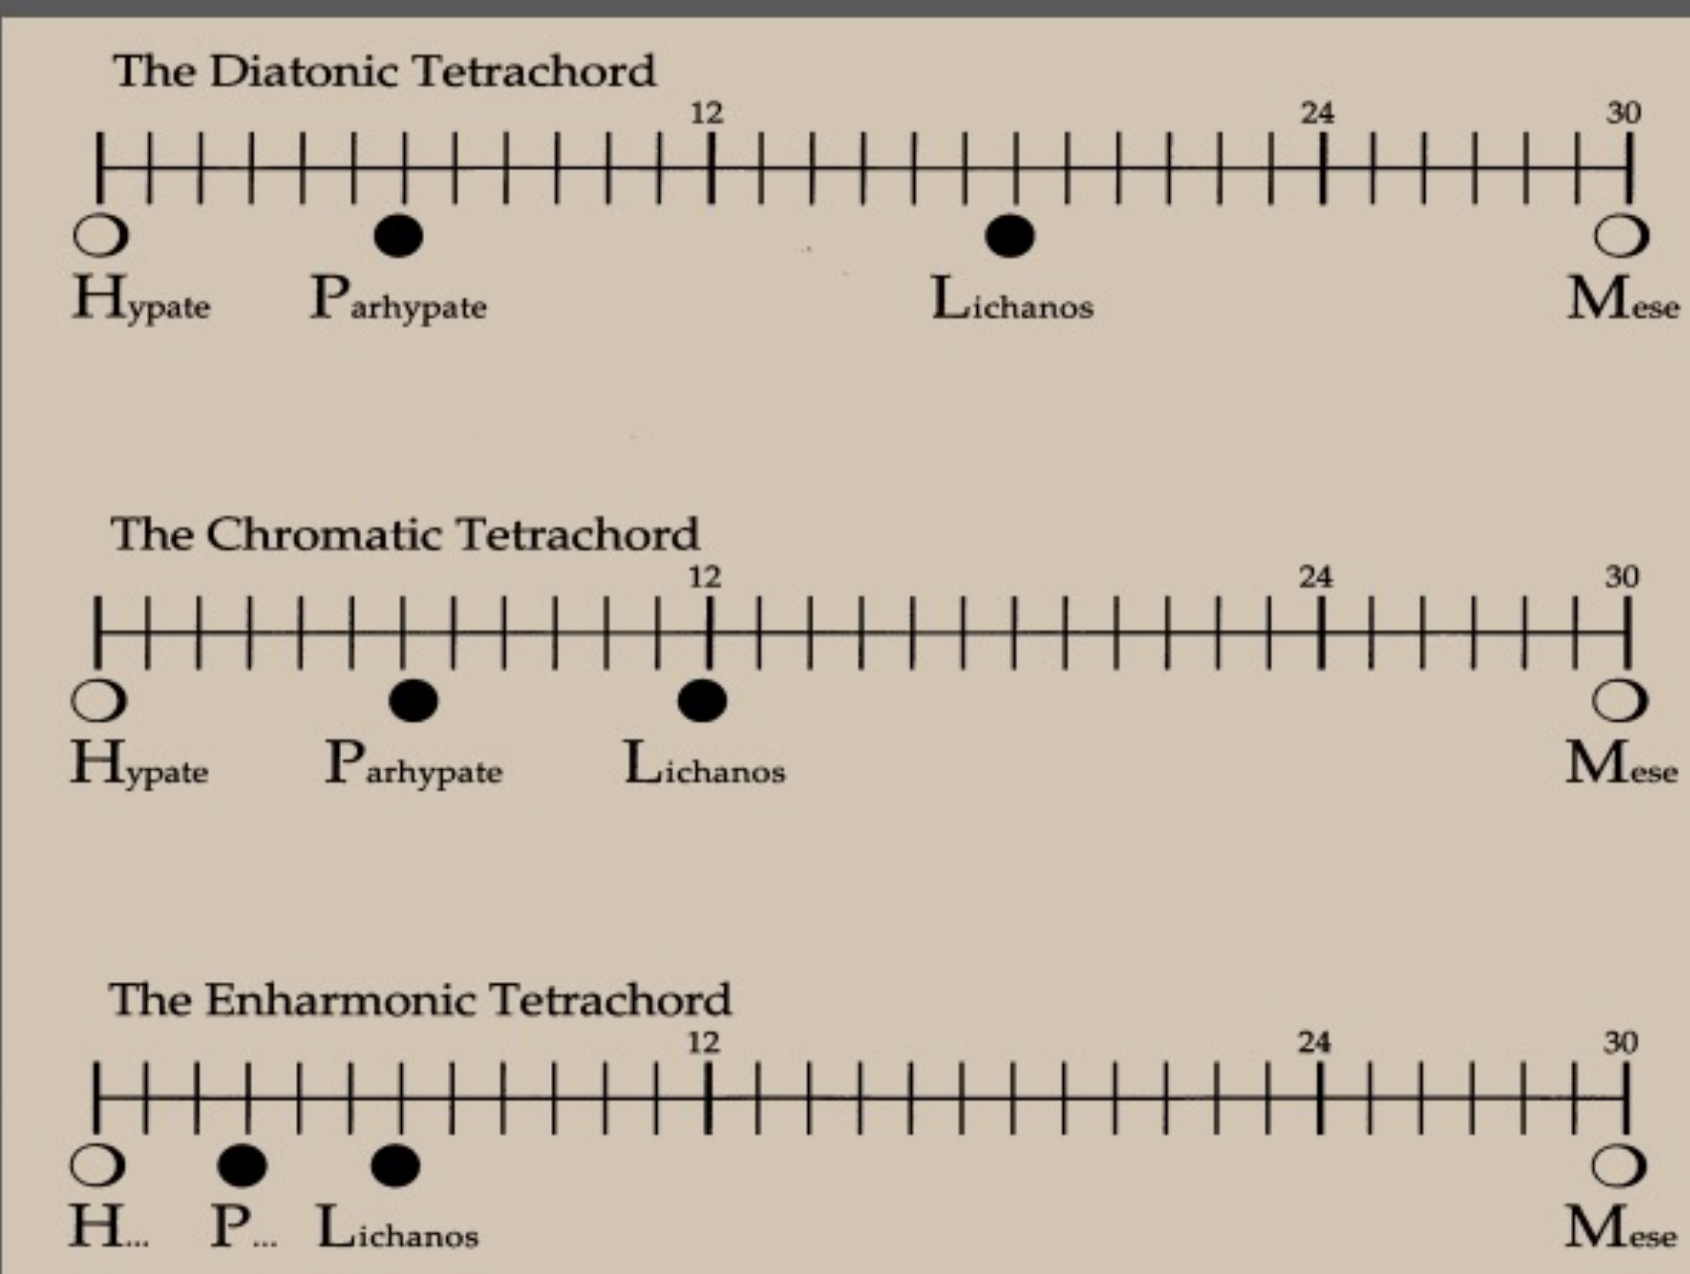 The Diatonic Tetrachord
12 24 30
Hypate Parhypate Lichanos Mese
The Chromatic Tetrachord
12 24 30
Hypate Parhypate Lichanos Mese
The Enharmonic Tetrachord
12 24 30
H... P... Lichanos Mese